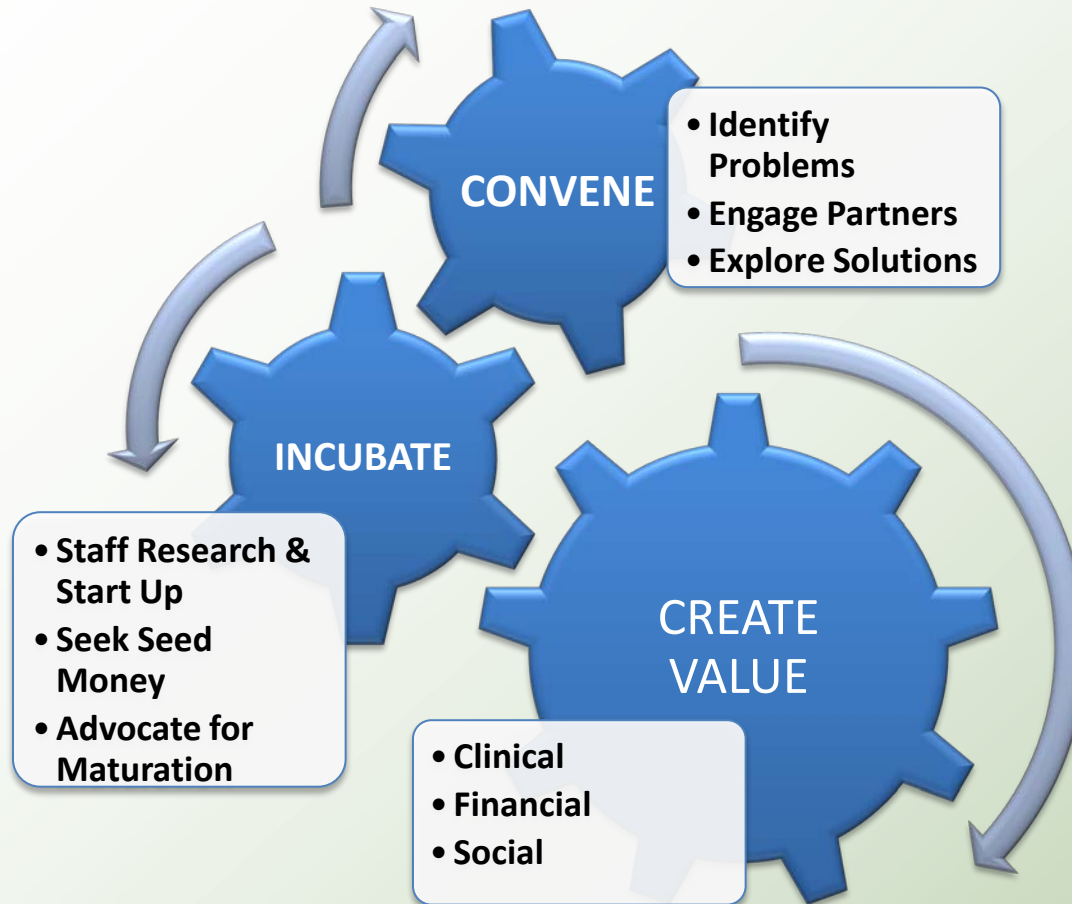 CONVENE
• Identify
Problems
• Engage Partners
• Explore Solutions
INCUBATE
• Staff Research &
Start Up
• Seek Seed
Money
• Advocate for
Maturation
CREATE
VALUE
• Clinical
• Financial
• Social